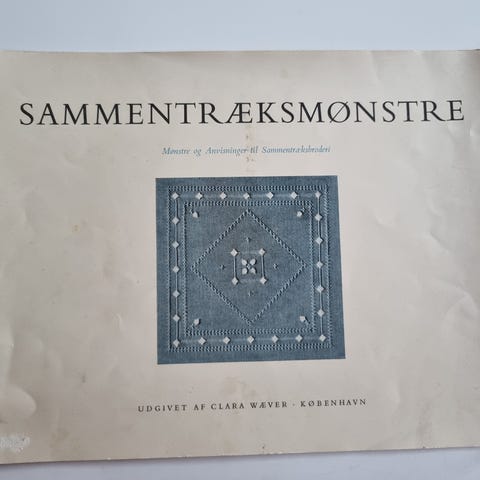 SAMMENTRÆKSMØNSTRE
Mønstre og Anvisninger til Sammentræksbroderi
UDGIVET AF CLARA WÆVER · KØBENHAVN